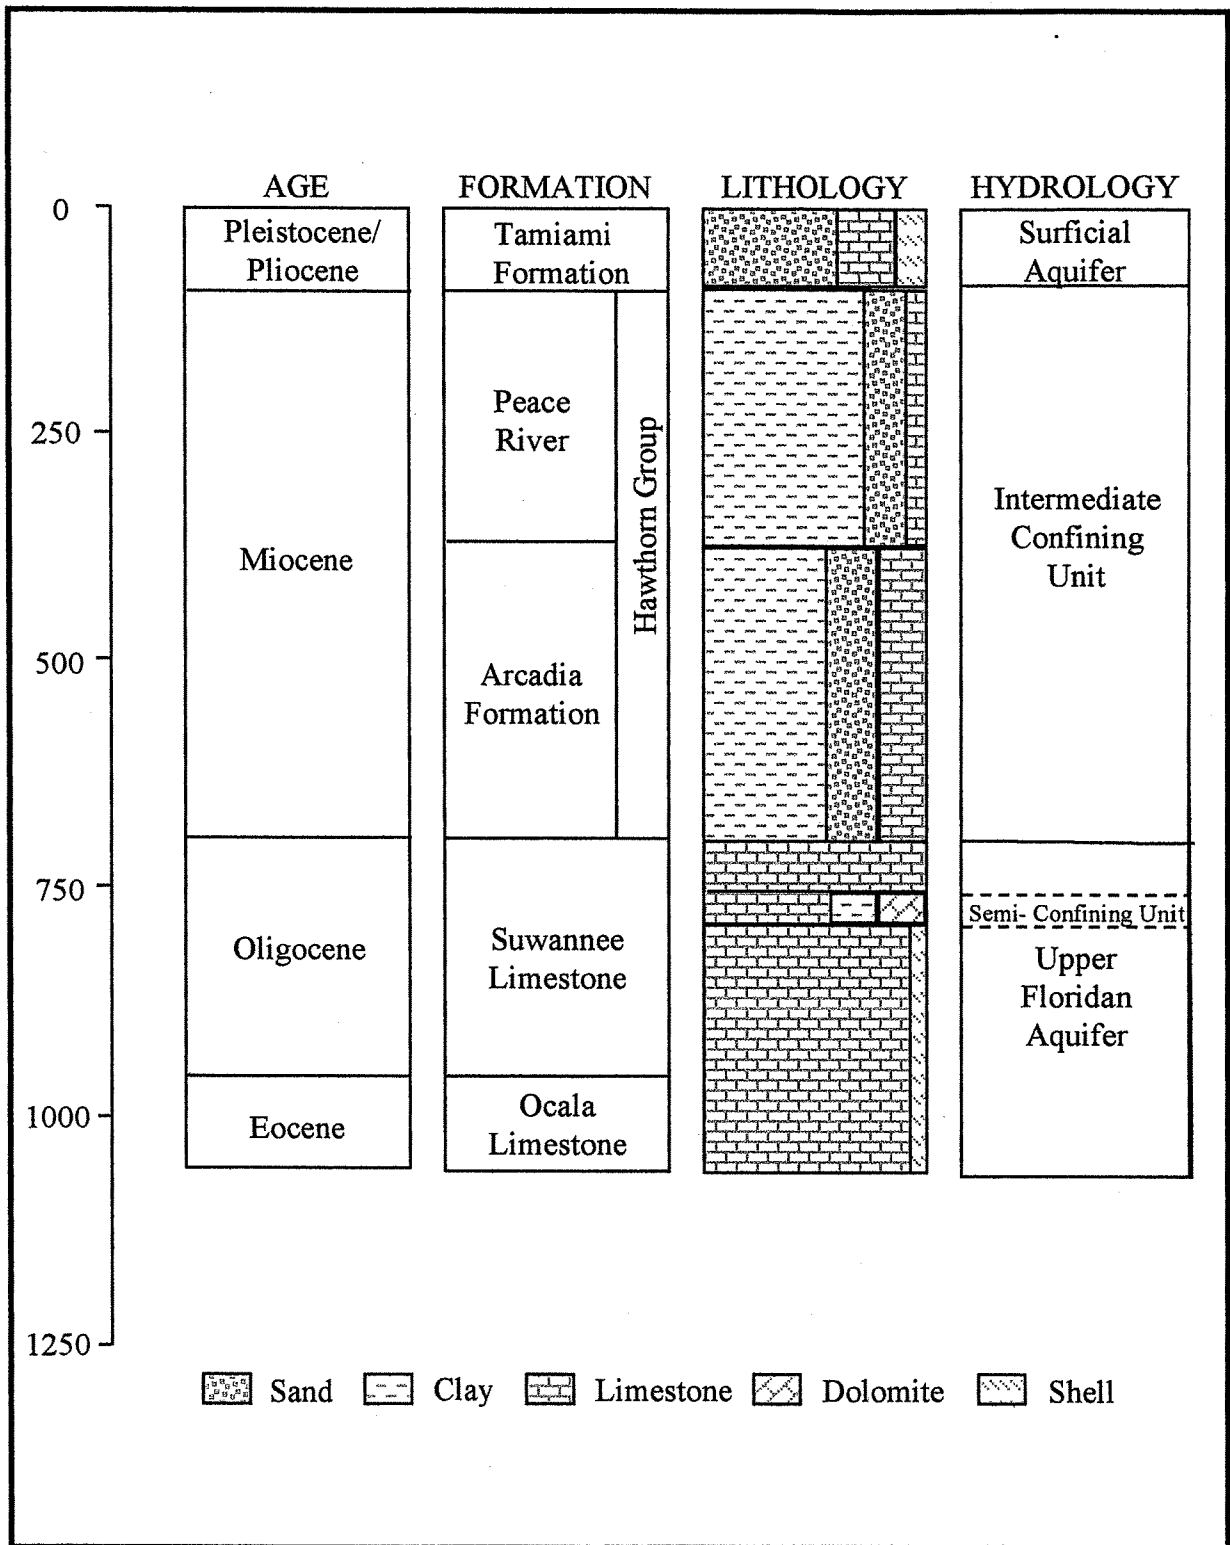 AGE
FORMATION
LITHOLOGY
HYDROLOGY
0
250
500
750
1000
1250
Pleistocene/
Pliocene
Miocene
Oligocene
Eocene
Tamiami
Formation
Peace
River
Arcadia
Formation
Hawthorn Group
Suwannee
Limestone
Ocala
Limestone
Surficial
Aquifer
Intermediate
Confining
Unit
Semi- Confining Unit
Upper
Floridan
Aquifer
Sand
Clay
Limestone
Dolomite
Shell